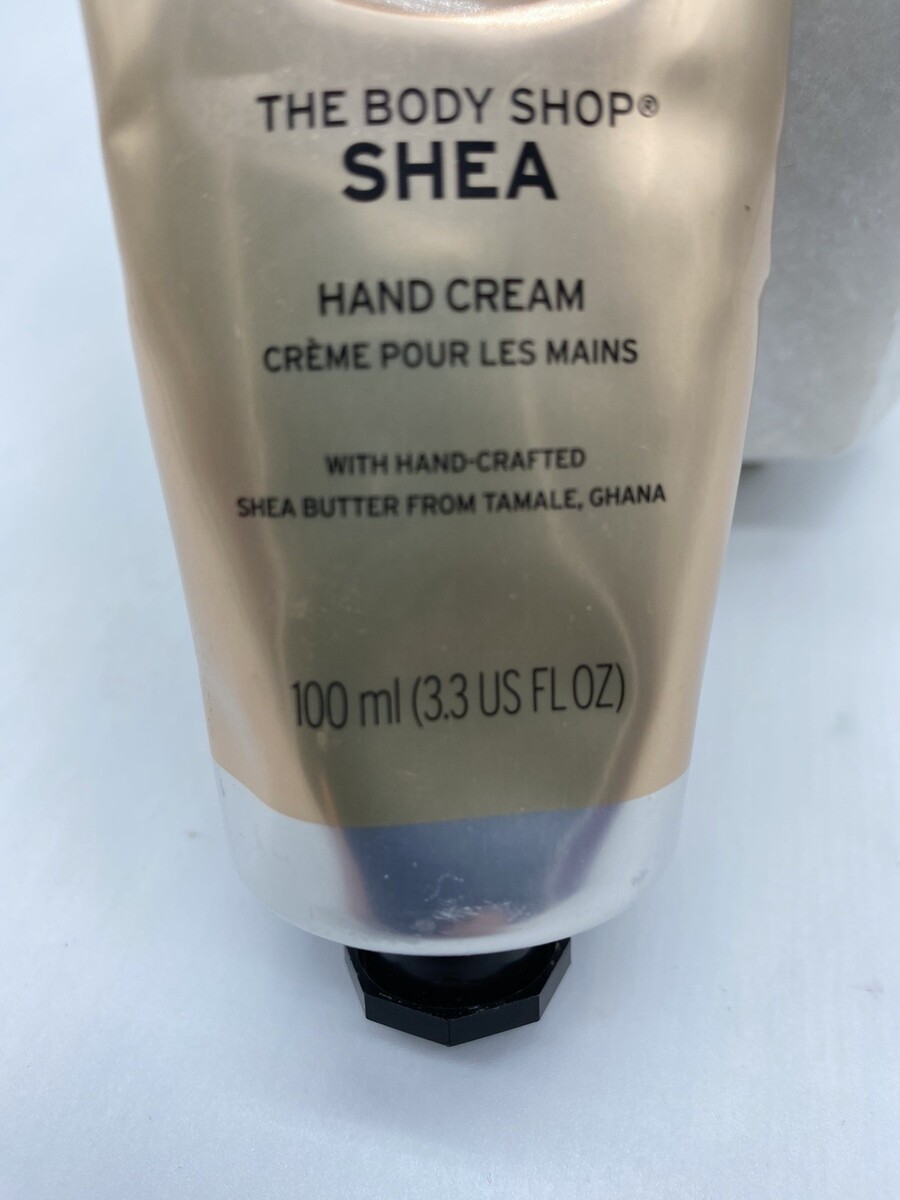 THE BODY SHOP®
SHEA
HAND CREAM
CRÈME POUR LES MAINS
WITH HAND-CRAFTED
SHEA BUTTER FROM TAMALE, GHANA
100 ml (3.3 US FL OZ)